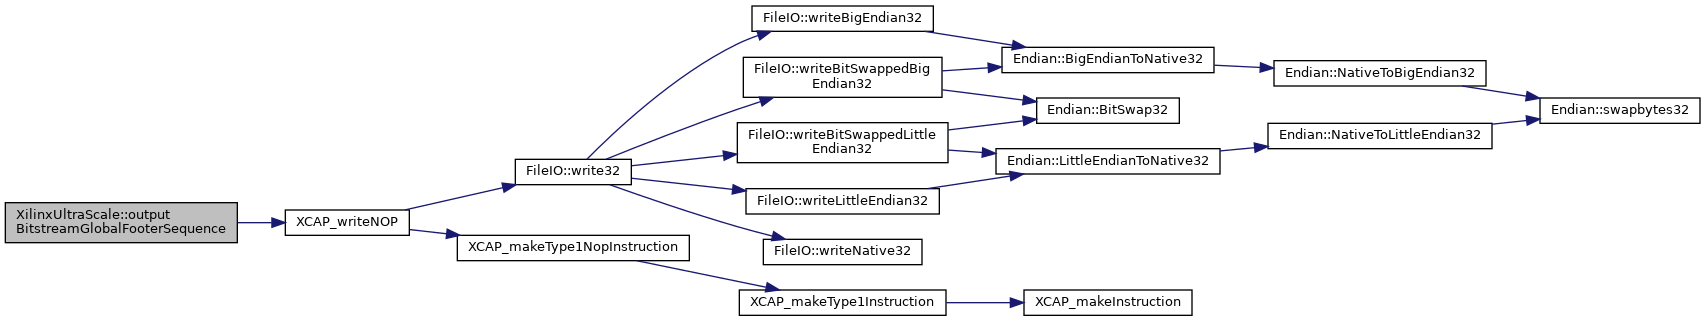 XilinxUltraScale::output
BitstreamGlobalFooterSequence
XCAP_writeNOP
FileIO::write32
XCAP_makeType1NopInstruction
FileIO::writeBigEndian32
FileIO::writeBitSwappedBig
Endian32
FileIO::writeBitSwappedLittle
Endian32
FileIO::writeLittleEndian32
FileIO::writeNative32
XCAP_makeType1Instruction
Endian::BigEndianToNative32
Endian::BitSwap32
Endian::LittleEndianToNative32
XCAP_makeInstruction
Endian::NativeToBigEndian32
Endian::NativeToLittleEndian32
Endian::swapbytes32